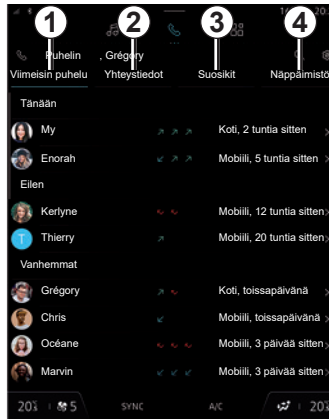 1 2 3 4
Puhelin , Grégory
Viimeisin puhelu Yhteystiedot Suosikit Näppäimistö
Tänään
My Koti, 2 tuntia sitten
Enorah Mobiili, 5 tuntia sitten
Eilen
Kerlyne Mobiili, 12 tuntia sitten
T Thierry Mobiili, 20 tuntia sitten
Vanhemmat
Grégory Koti, toissapäivänä
Chris Mobiili, toissapäivänä
Océane Mobiili, 3 päivää sitten
Marvin Mobiili, 3 päivää sitten
5 SYNC A/C